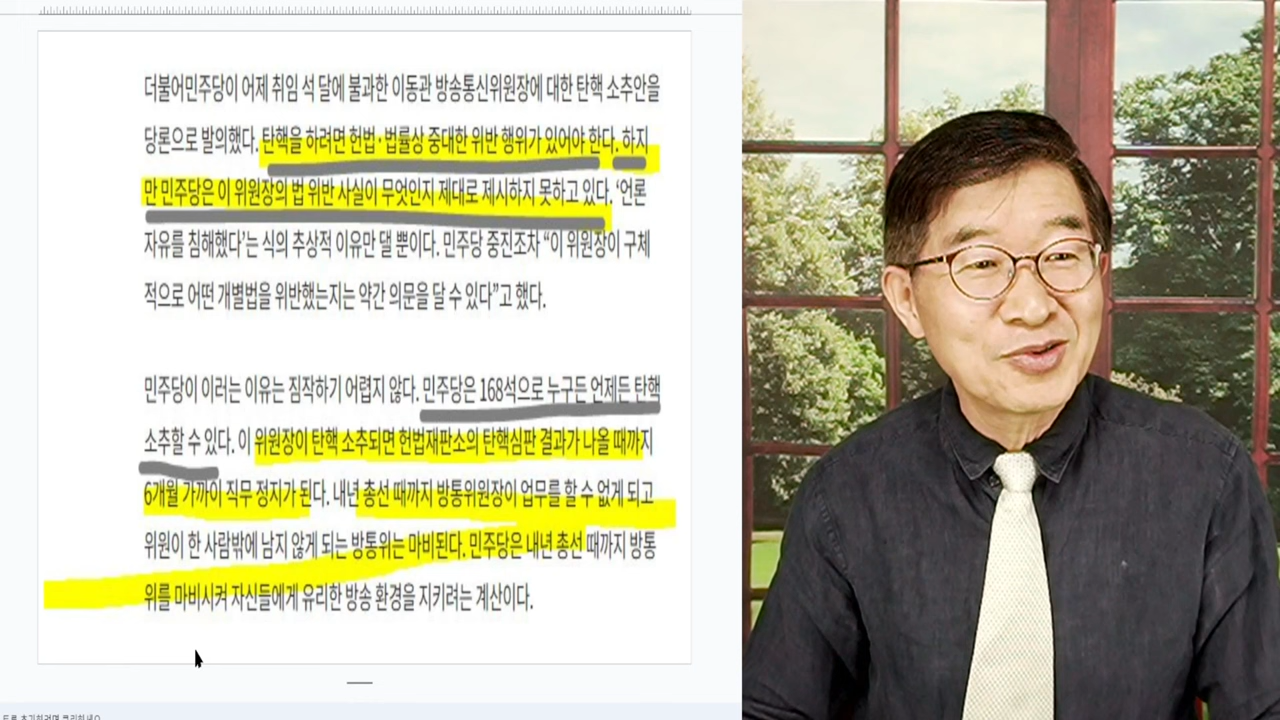 더불어민주당이 어제 취임 석 달에 불과한 이동관 방송통신위원장에 대한 탄핵 소추안을
당론으로 발의했다. 탄핵을 하려면 헌법·법률상 중대한 위반 행위가 있어야 한다. 하지
만 민주당은 이 위원장의 법 위반 사실이 무엇인지 제대로 제시하지 못하고 있다. ‘언론
자유를 침해했다’는 식의 추상적 이유만 댈 뿐이다. 민주당 중진조차 “이 위원장이 구체
적으로 어떤 개별법을 위반했는지는 약간 의문을 달 수 있다”고 했다.
민주당이 이러는 이유는 짐작하기 어렵지 않다. 민주당은 168석으로 누구든 언제든 탄핵
소추할 수 있다. 이 위원장이 탄핵 소추되면 헌법재판소의 탄핵심판 결과가 나올 때까지
6개월 가까이 직무 정지가 된다. 내년 총선 때까지 방통위원장이 업무를 할 수 없게 되고
위원이 한 사람밖에 남지 않게 되는 방통위는 마비된다. 민주당은 내년 총선 때까지 방통
위를 마비시켜 자신들에게 유리한 방송 환경을 지키려는 계산이다.